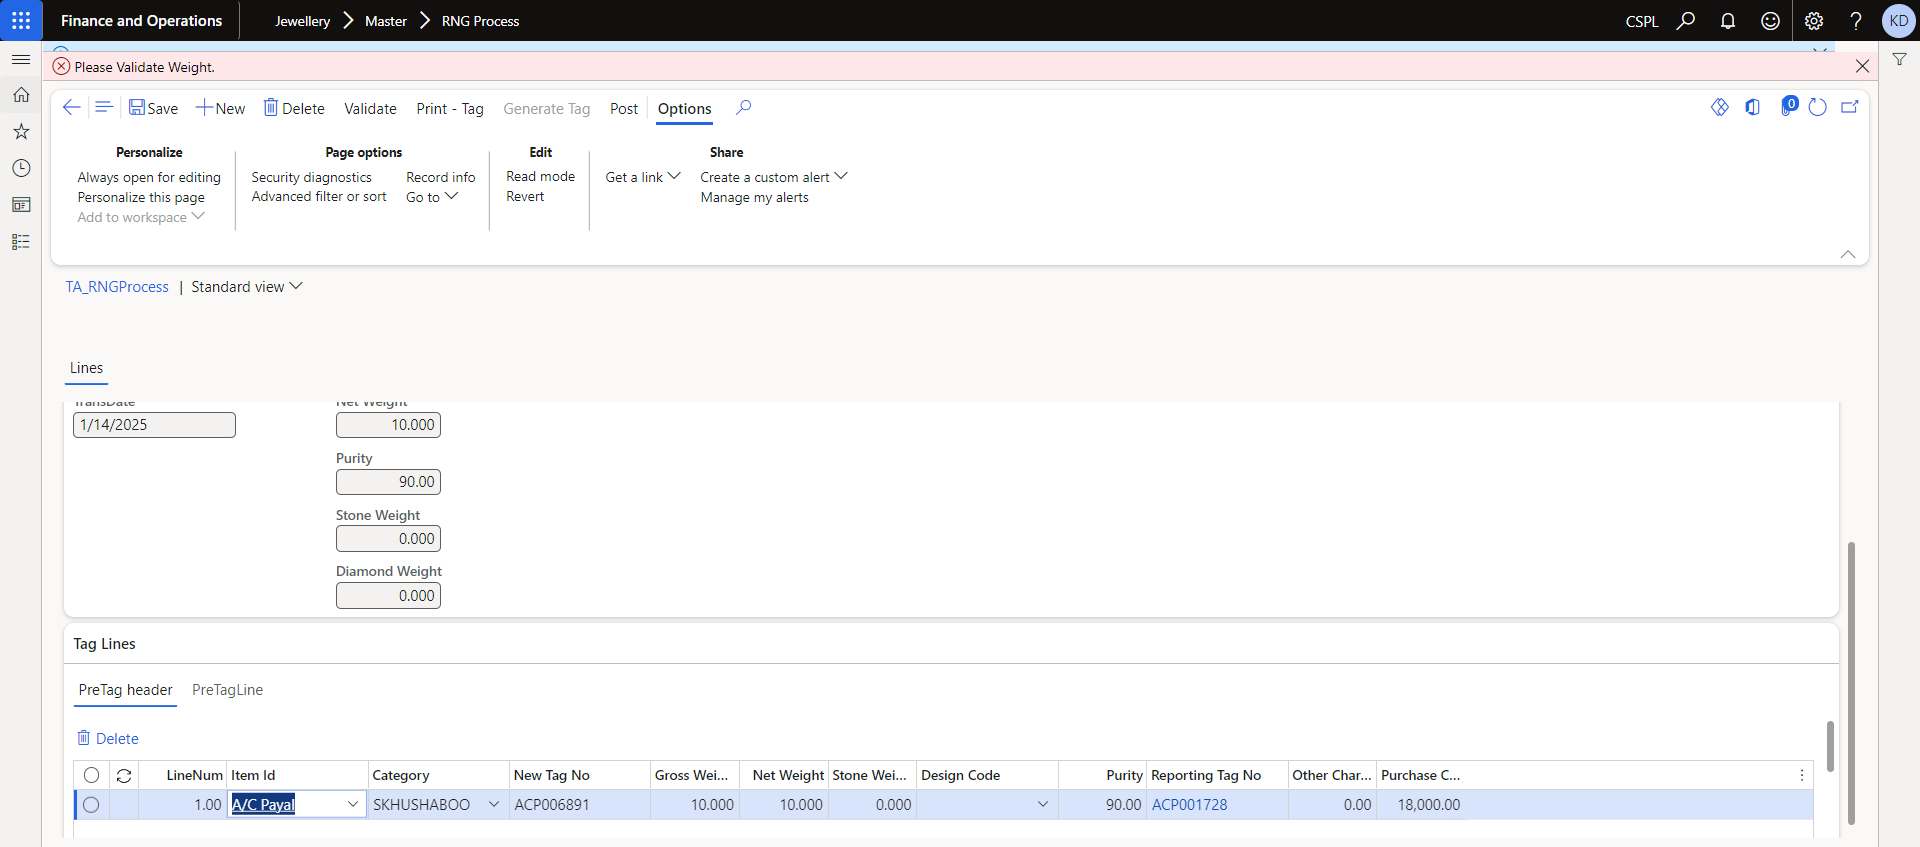 Finance and Operations
Jewellery > Master > RNG Process
CSPL
KD
Please Validate Weight.
Save
New
Delete
Validate
Print - Tag
Generate Tag
Post
Options
0
Personalize
Always open for editing
Personalize this page
Add to workspace
Page options
Security diagnostics
Advanced filter or sort
Record info
Go to
Edit
Read mode
Revert
Get a link
Share
Create a custom alert
Manage my alerts
TA_RNGProcess | Standard view
Lines
TransDate
1/14/2025
Net Weight
10.000
Purity
90.00
Stone Weight
0.000
Diamond Weight
0.000
Tag Lines
PreTag header PreTagLine
Delete
LineNum Item Id Category New Tag No Gross Wei... Net Weight Stone Wei... Design Code Purity Reporting Tag No Other Char... Purchase C...
1.00 A/C Payal SKHUSHABOO ACP006891 10.000 10.000 0.000 90.00 ACP001728 0.00 18,000.00